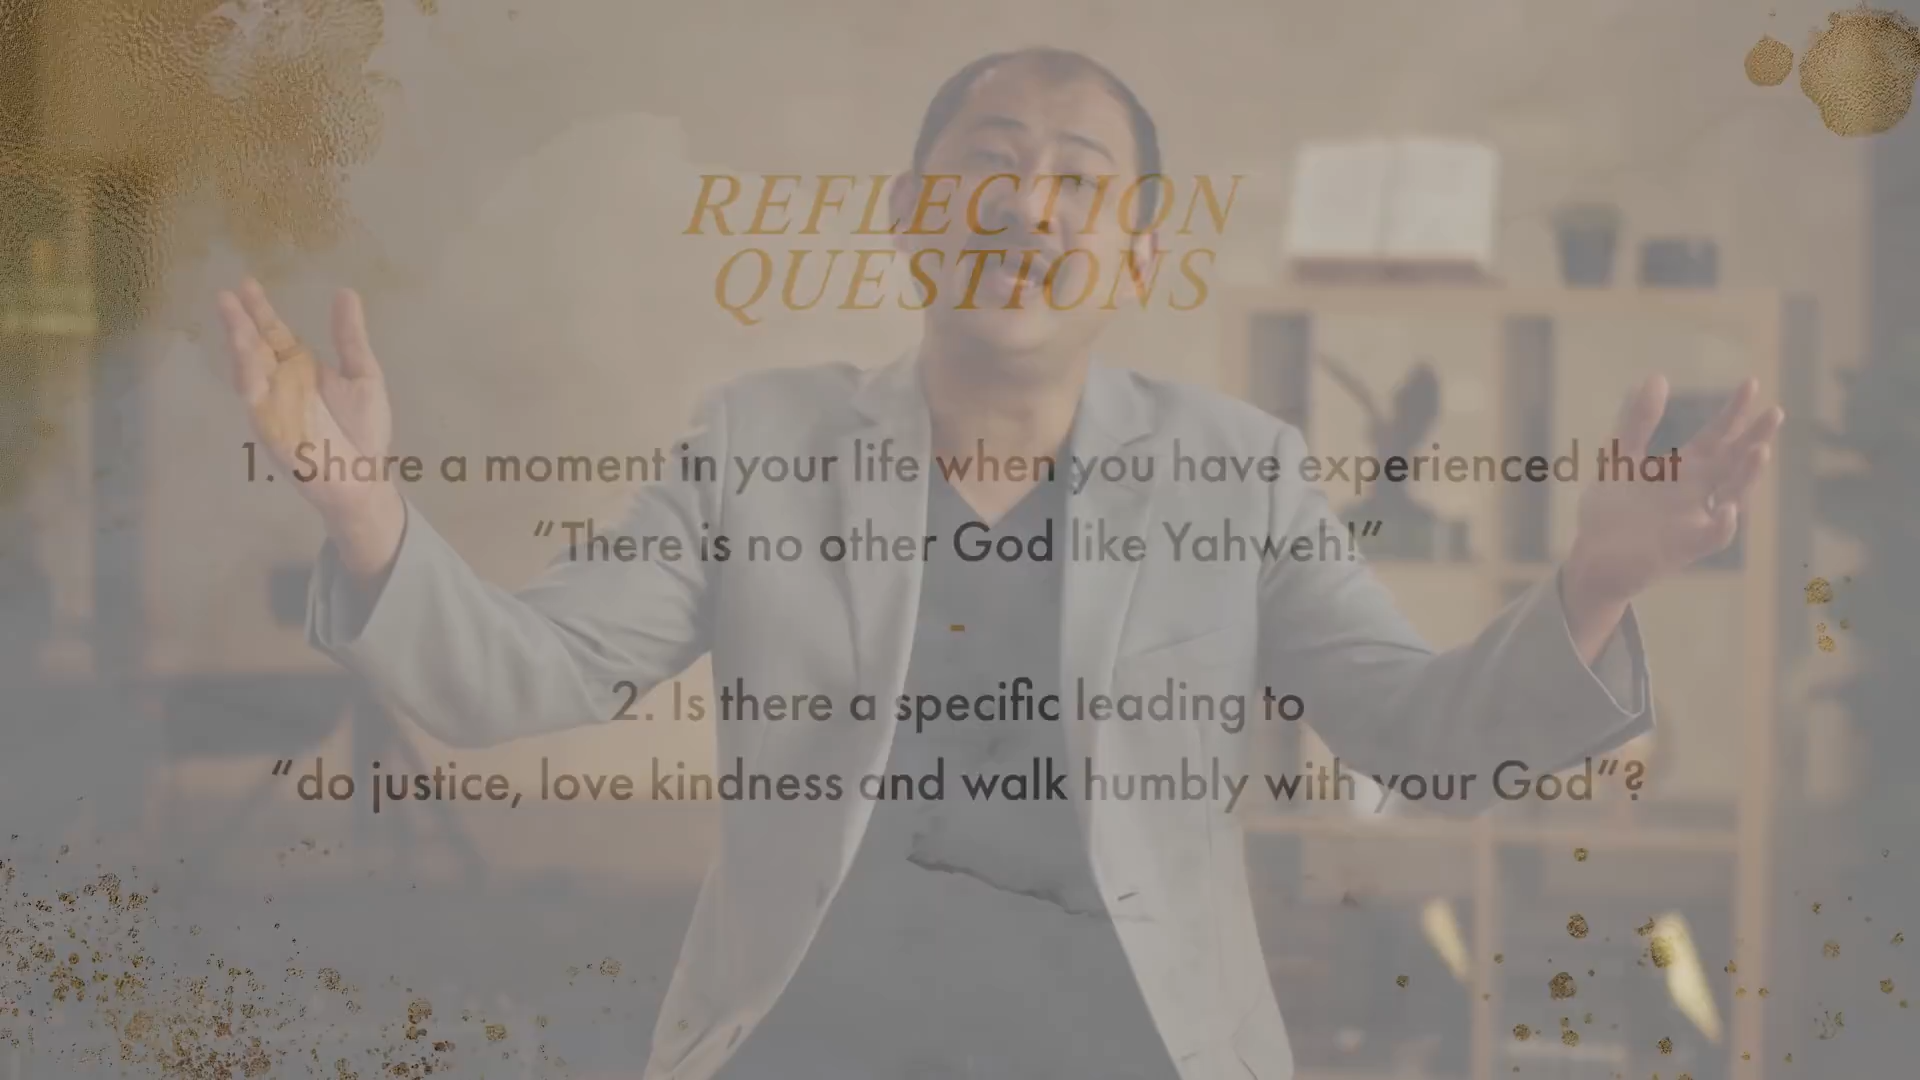 REFLECTION
QUESTIONS
1. Share a moment in your life when you have experienced that
“There is no other God like Yahweh!”
-
2. Is there a specific leading to
“do justice, love kindness and walk humbly with your God”?